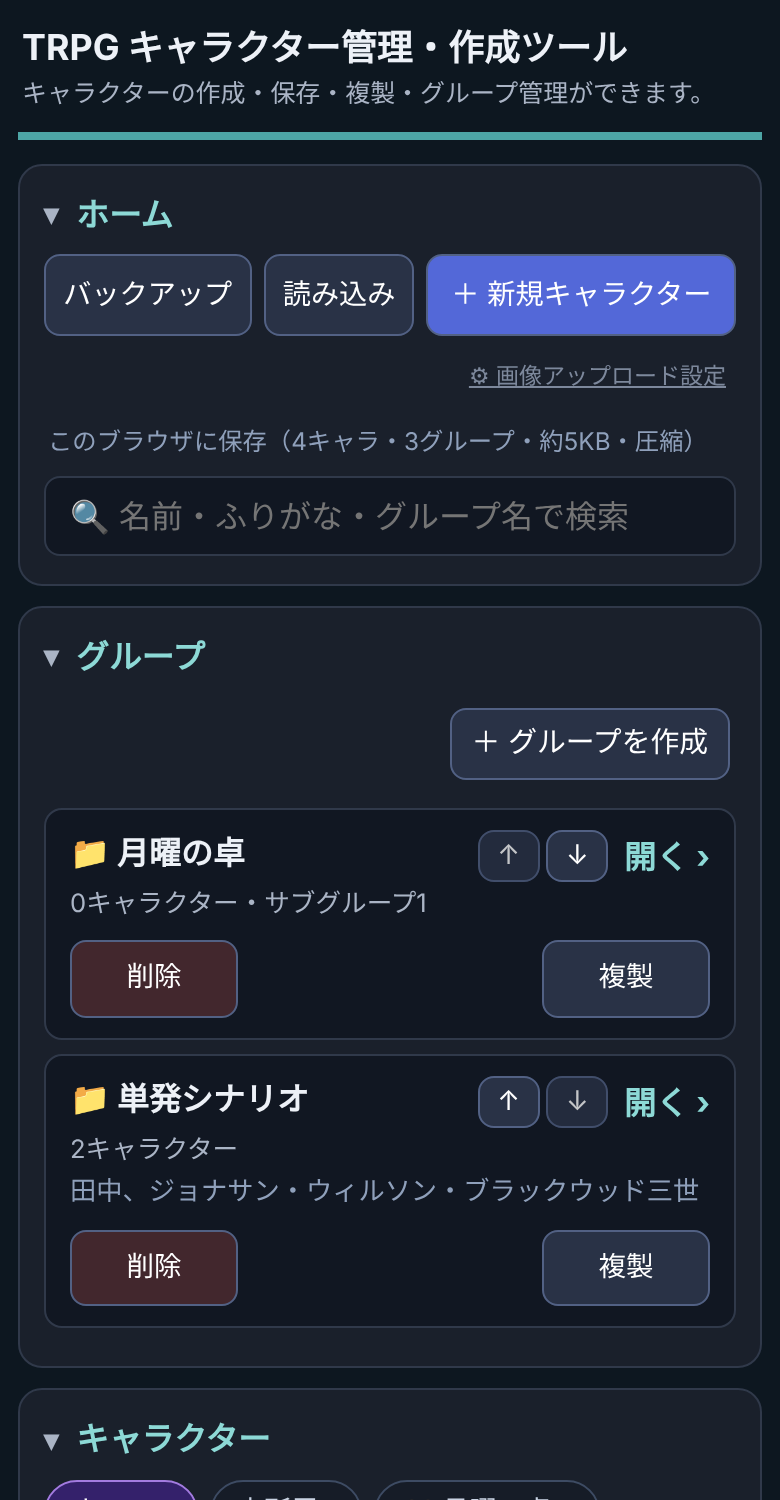 TRPG キャラクター管理・作成ツール
キャラクターの作成・保存・複製・グループ管理ができます。
▼ ホーム
バックアップ
読み込み
＋ 新規キャラクター
⚙ 画像アップロード設定
このブラウザに保存（4キャラ・3グループ・約5KB・圧縮）
🔍 名前・ふりがな・グループ名で検索
▼ グループ
＋ グループを作成
📁 月曜の卓
↑ ↓ 開く ›
0キャラクター・サブグループ1
削除
複製
📁 単発シナリオ
↑ ↓ 開く ›
2キャラクター
田中、ジョナサン・ウィルソン・ブラックウッド三世
削除
複製
▼ キャラクター